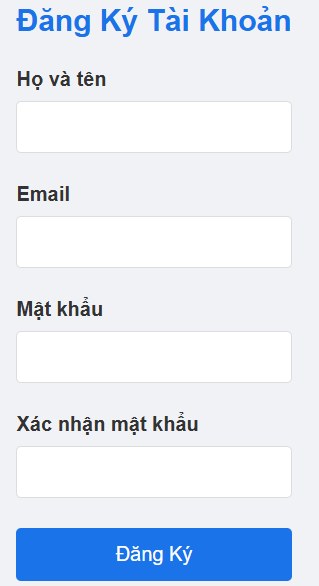 Đăng Ký Tài Khoản
Họ và tên
Email
Mật khẩu
Xác nhận mật khẩu
Đăng Ký